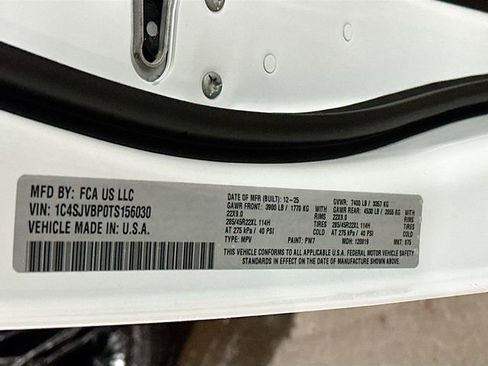 MFD BY: FCA US LLC
VIN: 1C4SJVBP0TS156030
VEHICLE MADE IN: U.S.A.
DATE OF MFR (BUILT): 12-25
GVWR: 7400 LB / 3357 KG
GAWR FRONT: 3900 LB / 1770 KG WITH
GAWR REAR: 4530 LB / 2055 KG WITH
22X9.0 RIMS
22X9.0 RIMS
285/45R22XL 114H TIRES
285/45R22XL 114H TIRES
AT 275 kPa / 40 PSI COLD
AT 275 kPa / 40 PSI COLD
TYPE: MPV PAINT: PW7 MDH: 120919 MKT: 875
THIS VEHICLE CONFORMS TO ALL APPLICABLE U.S.A. FEDERAL MOTOR VEHICLE SAFETY
STANDARDS IN EFFECT ON THE DATE OF MANUFACTURE SHOWN ABOVE.